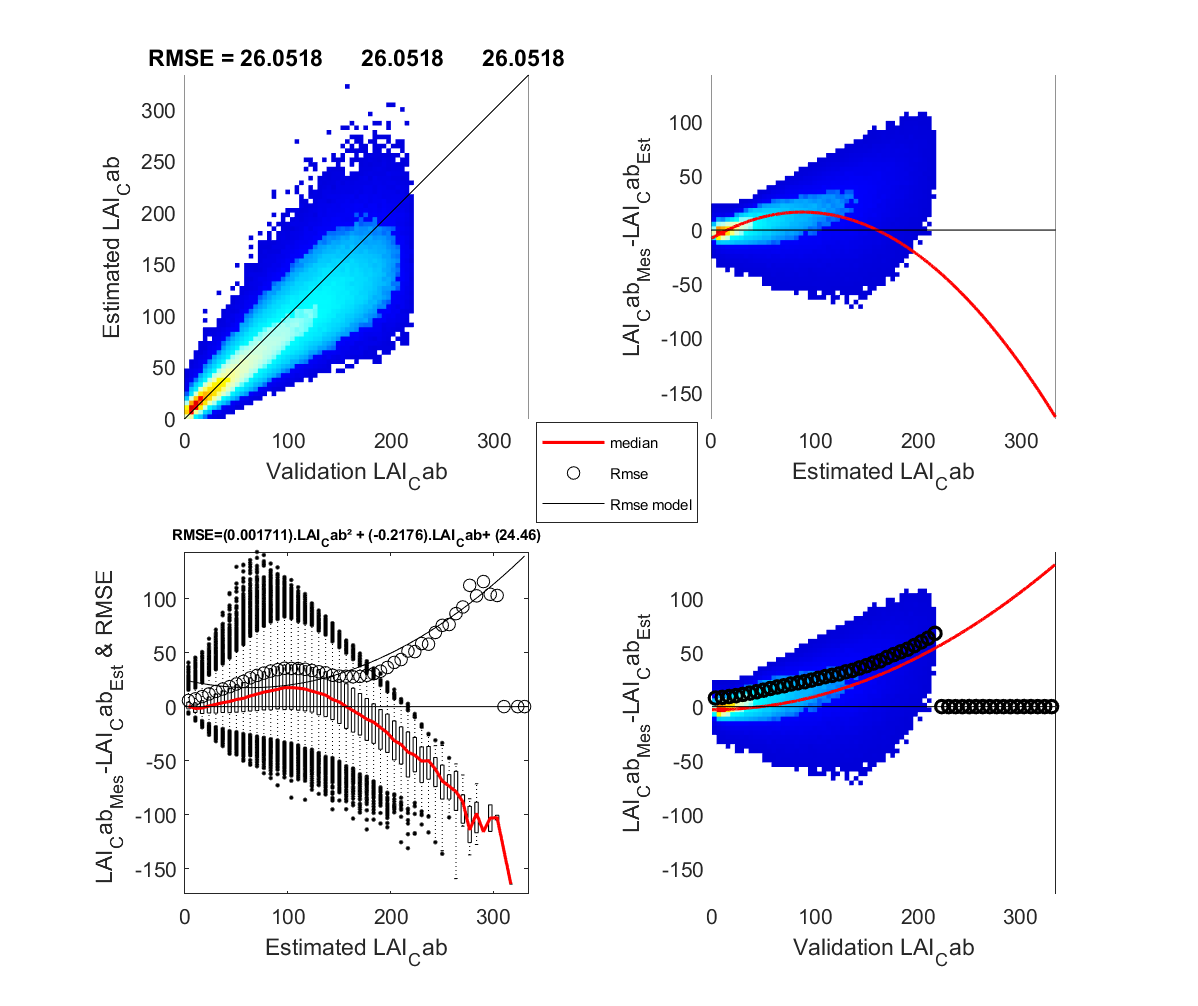 RMSE = 26.0518 26.0518 26.0518
300
250
200
150
100
50
0
Estimated LAI_Cab
0 100 200 300
Validation LAI_Cab
100
50
0
-50
-100
-150
LAI_Cab_Mes-LAI_Cab_Est
0 100 200 300
Estimated LAI_Cab
median
Rmse
Rmse model
RMSE=(0.001711).LAI_Cab² + (-0.2176).LAI_Cab+ (24.46)
100
50
0
-50
-100
-150
LAI_Cab_Mes-LAI_Cab_Est & RMSE
0 100 200 300
Estimated LAI_Cab
100
50
0
-50
-100
-150
LAI_Cab_Mes-LAI_Cab_Est
0 100 200 300
Validation LAI_Cab